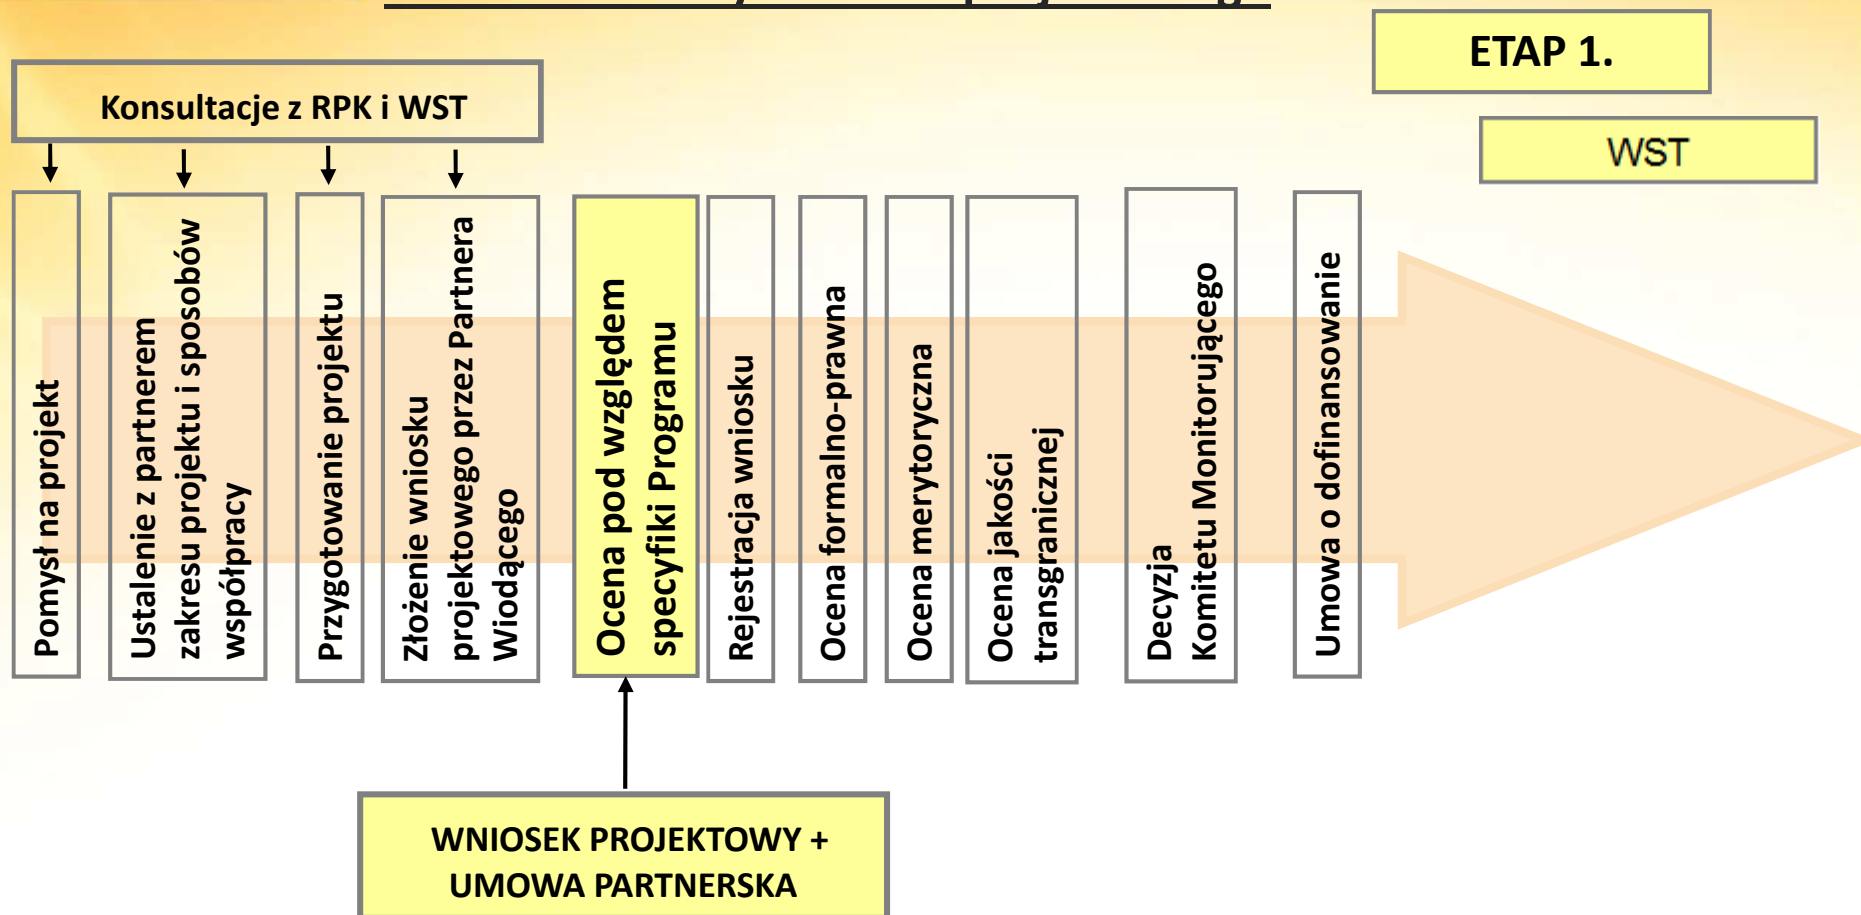 ETAP 1.
WST
Konsultacje z RPK i WST
Pomysł na projekt
Ustalenie z partnerem
zakresu projektu i sposobów
współpracy
Przygotowanie projektu
Złożenie wniosku
projektowego przez Partnera
Wiodącego
Ocena pod względem
specyfiki Programu
Rejestracja wniosku
Ocena formalno-prawna
Ocena merytoryczna
Ocena jakości
transgranicznej
Decyzja
Komitetu Monitorującego
Umowa o dofinansowanie
WNIOSEK PROJEKTOWY +
UMOWA PARTNERSKA